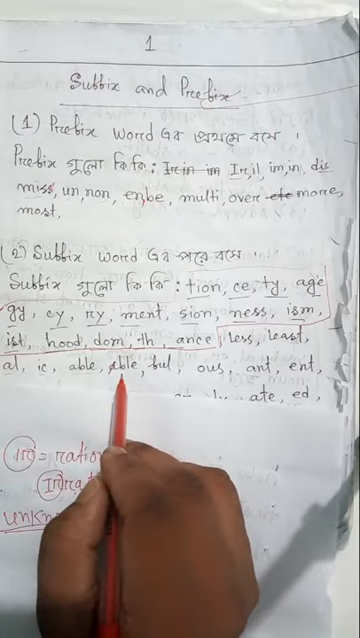 1
Suffix and Prefix
(1) Prefix Word এর প্রথমে বসে ।
Prefix গুলো কি কি : Ir, in im Ir, il, im, in, dis
miss, un, non, en, be, multi, over more,
most,
(২) Suffix Word এর পরে বসে ।
Suffix গুলো কি কি : tion, ce, ty, age
gy, cy, ry, ment, sion, ness, ism,
ist, hood, dom, th, ance, less, least,
al, ic, able, ible, ful, ous, ant, ent,
ate, ed,
Ir = ration